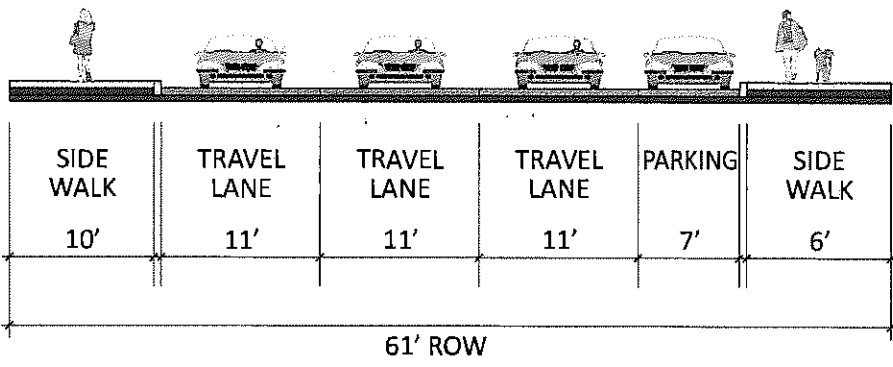 SIDE WALK
TRAVEL LANE
TRAVEL LANE
TRAVEL LANE
PARKING
SIDE WALK
10'
11'
11'
11'
7'
6'
61' ROW